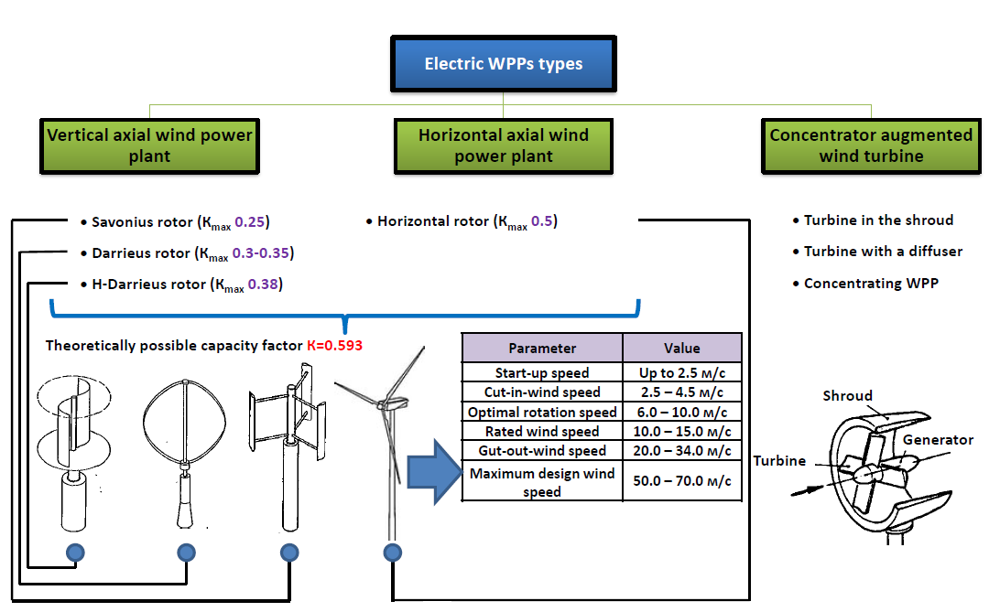 Electric WPPs types
Vertical axial wind power
plant
Horizontal axial wind
power plant
Concentrator augmented
wind turbine
• Savonius rotor (Kmax 0.25)
• Darrieus rotor (Kmax 0.3-0.35)
• H-Darrieus rotor (Kmax 0.38)
• Horizontal rotor (Kmax 0.5)
• Turbine in the shroud
• Turbine with a diffuser
• Concentrating WPP
Theoretically possible capacity factor K=0.593
Parameter Value
Start-up speed Up to 2.5 м/с
Cut-in-wind speed 2.5 – 4.5 м/с
Optimal rotation speed 6.0 – 10.0 м/с
Rated wind speed 10.0 – 15.0 м/с
Gut-out-wind speed 20.0 – 34.0 м/с
Maximum design wind
speed 50.0 – 70.0 м/с
Shroud
Generator
Turbine